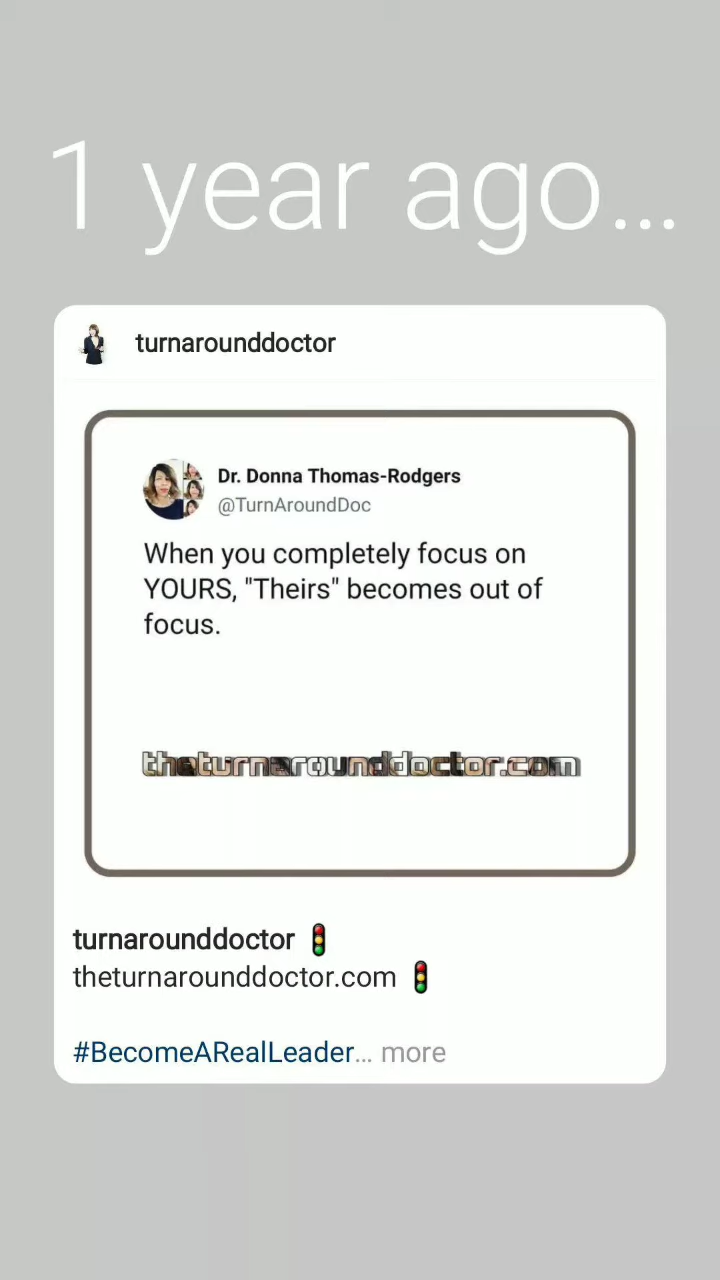 1 year ago...
turnarounddoctor
Dr. Donna Thomas-Rodgers
@TurnAroundDoc
When you completely focus on
YOURS, "Theirs" becomes out of
focus.
theturnarounddoctor.com
turnarounddoctor 🚦
theturnarounddoctor.com 🚦
#BecomeARealLeader... more